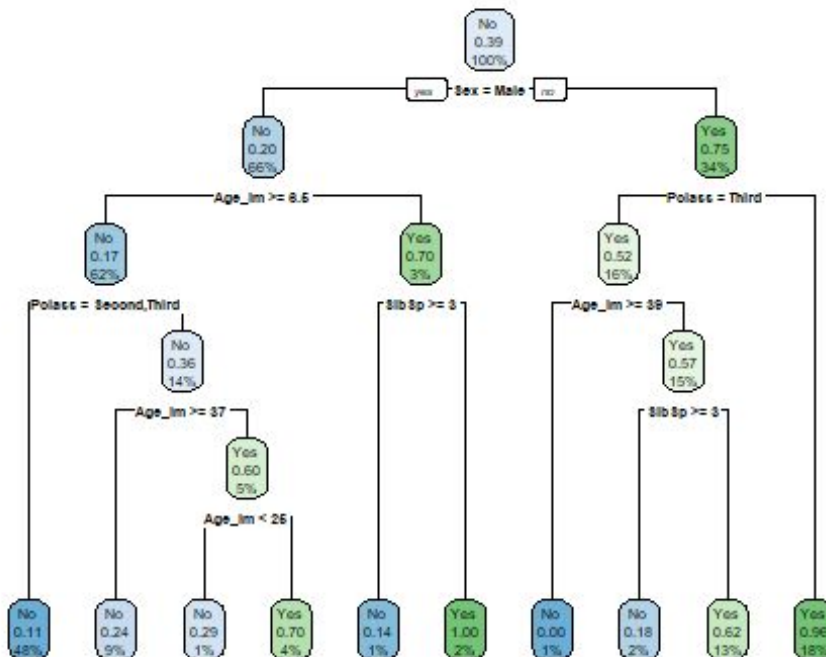 No
0.39
100%
yes Sex = Male no
No
0.20
66%
Yes
0.75
34%
Age_Im >= 6.5
Pclass = Third
No
0.17
62%
Yes
0.70
3%
Yes
0.52
16%
Pclass = Second,Third
SibSp >= 3
Age_Im >= 39
No
0.36
14%
Yes
0.57
15%
Age_Im >= 37
SibSp >= 3
Yes
0.60
5%
Age_Im < 25
No
0.11
48%
No
0.24
9%
No
0.29
1%
Yes
0.70
4%
No
0.14
1%
Yes
1.00
2%
No
0.00
1%
No
0.18
2%
Yes
0.62
13%
Yes
0.96
18%